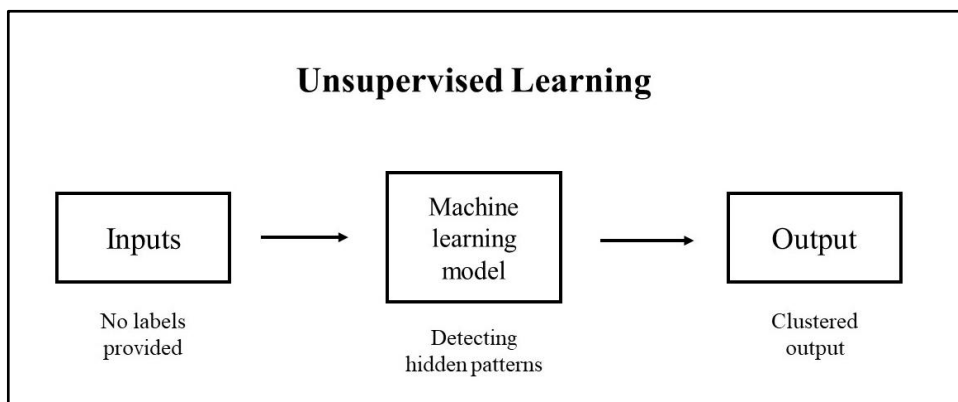 Unsupervised Learning
Inputs
Machine
learning
model
Output
No labels
provided
Detecting
hidden patterns
Clustered
output